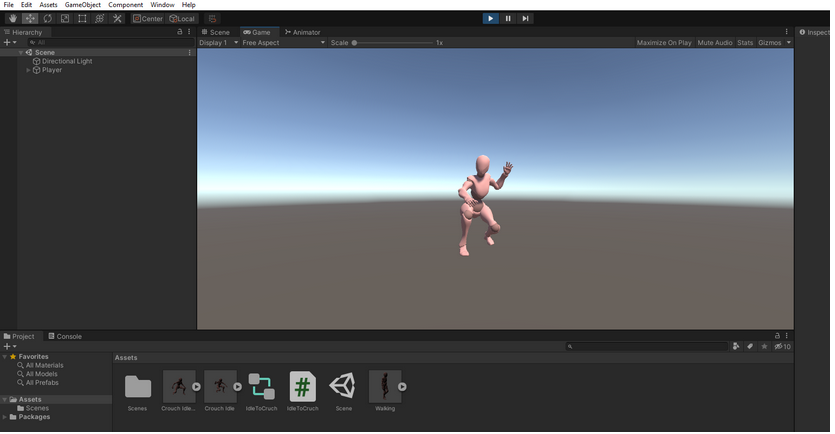 File Edit Assets GameObject Component Window Help
Center Local
Hierarchy Scene Game Animator Inspect
All Display 1 Free Aspect Scale 1x Maximize On Play Mute Audio Stats Gizmos
Scene
Directional Light
Player
Project Console
10
Favorites Assets
All Materials
All Models
All Prefabs
Assets
Scenes
Packages
Scenes Crouch Idle... Crouch Idle IdleToCruch IdleToCruch Scene Walking